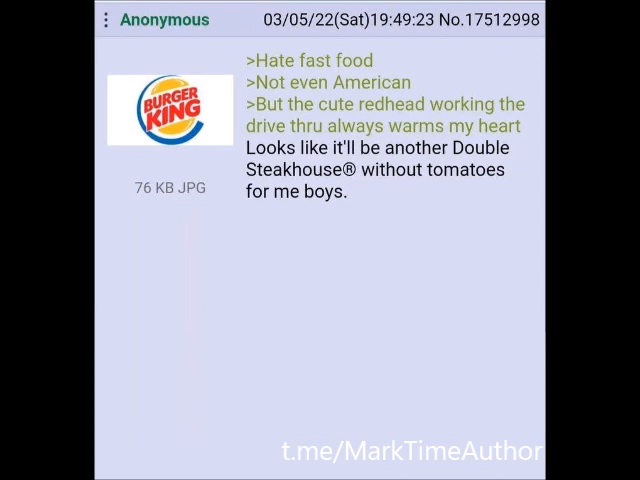 Anonymous 03/05/22(Sat)19:49:23 No.17512998
>Hate fast food
>Not even American
>But the cute redhead working the
drive thru always warms my heart
Looks like it'll be another Double
Steakhouse® without tomatoes
for me boys.
BURGER
KING
76 KB JPG
t.me/MarkTimeAuthor